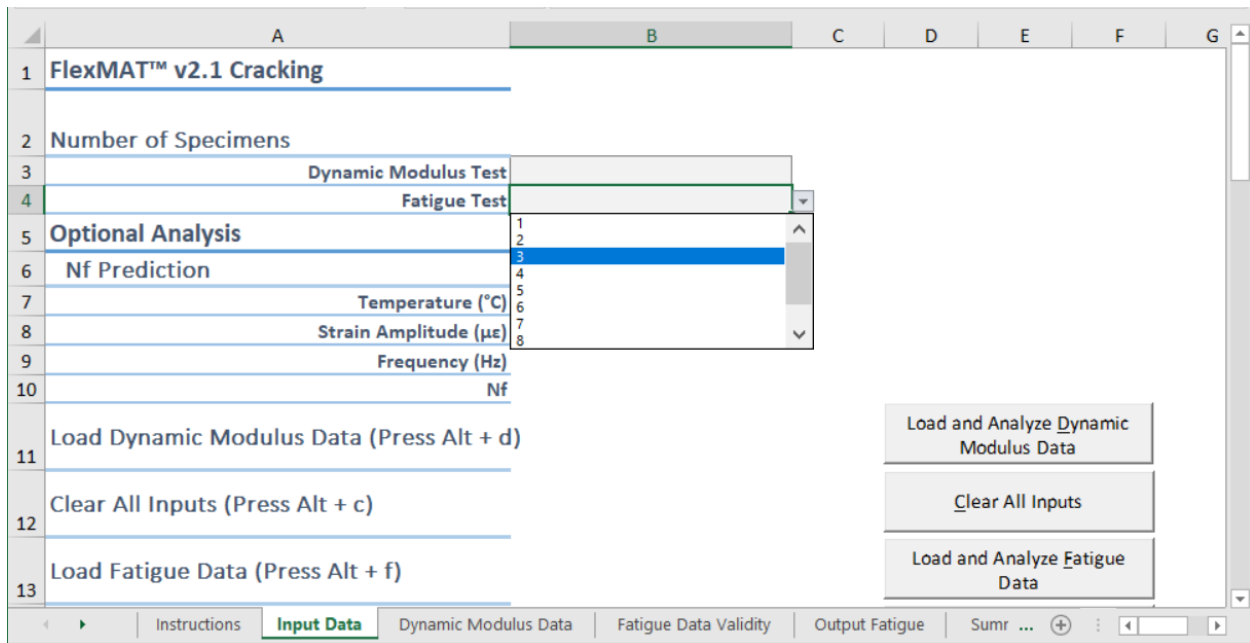 A B C D E F G
1 FlexMAT™ v2.1 Cracking
2 Number of Specimens
3 Dynamic Modulus Test
4 Fatigue Test
1
2
3
4
5
6
7
8
5 Optional Analysis
6 Nf Prediction
7 Temperature (°C)
8 Strain Amplitude (με)
9 Frequency (Hz)
10 Nf
11 Load Dynamic Modulus Data (Press Alt + d)
Load and Analyze Dynamic
Modulus Data
12 Clear All Inputs (Press Alt + c)
Clear All Inputs
13 Load Fatigue Data (Press Alt + f)
Load and Analyze Fatigue
Data
Instructions Input Data Dynamic Modulus Data Fatigue Data Validity Output Fatigue Sumr ...